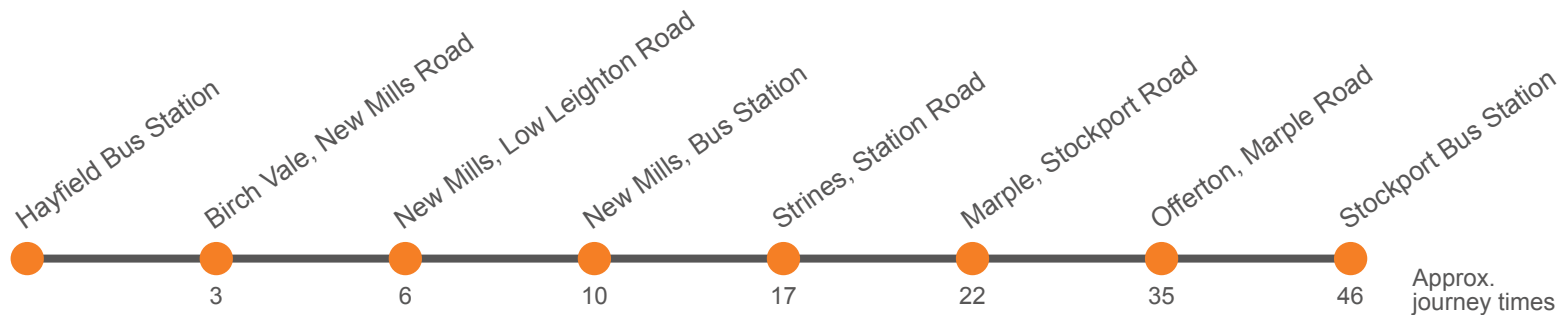 Hayfield Bus Station
Birch Vale, New Mills Road
New Mills, Low Leighton Road
New Mills, Bus Station
Strines, Station Road
Marple, Stockport Road
Offerton, Marple Road
Stockport Bus Station
3
6
10
17
22
35
46
Approx.
journey times